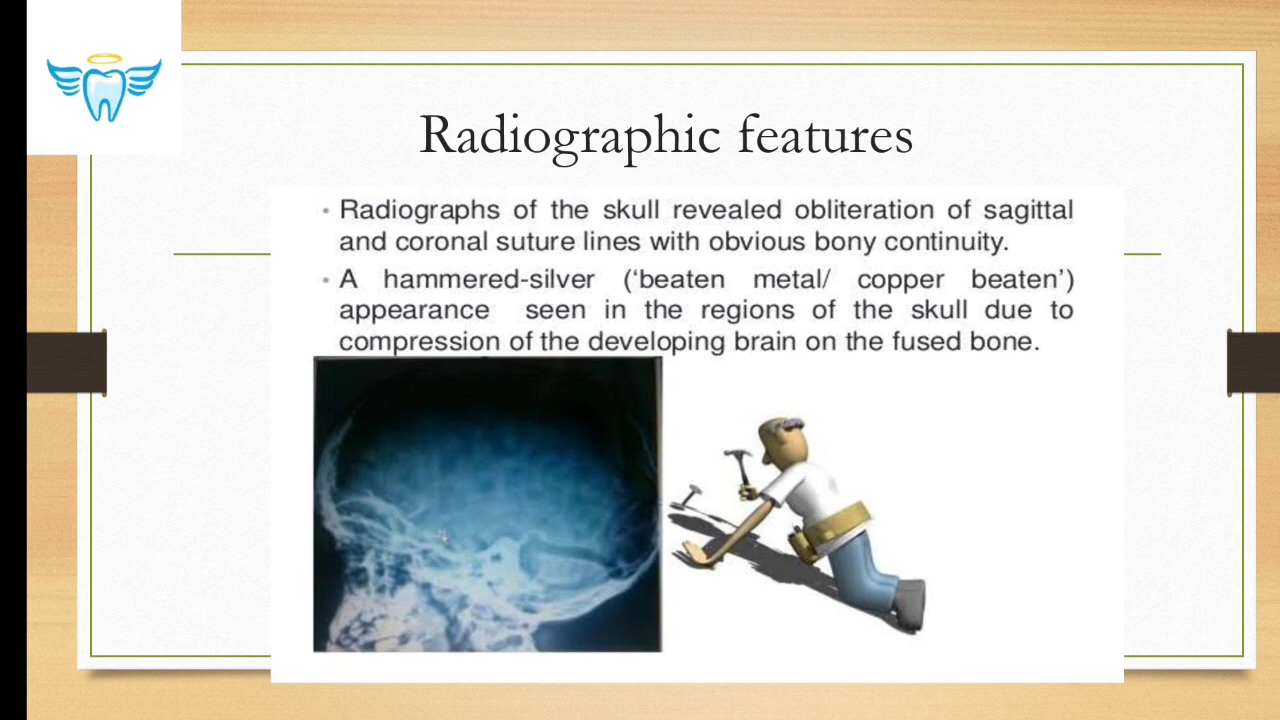 Radiographic features
• Radiographs of the skull revealed obliteration of sagittal
and coronal suture lines with obvious bony continuity.
• A hammered-silver (‘beaten metal/ copper beaten’)
appearance seen in the regions of the skull due to
compression of the developing brain on the fused bone.